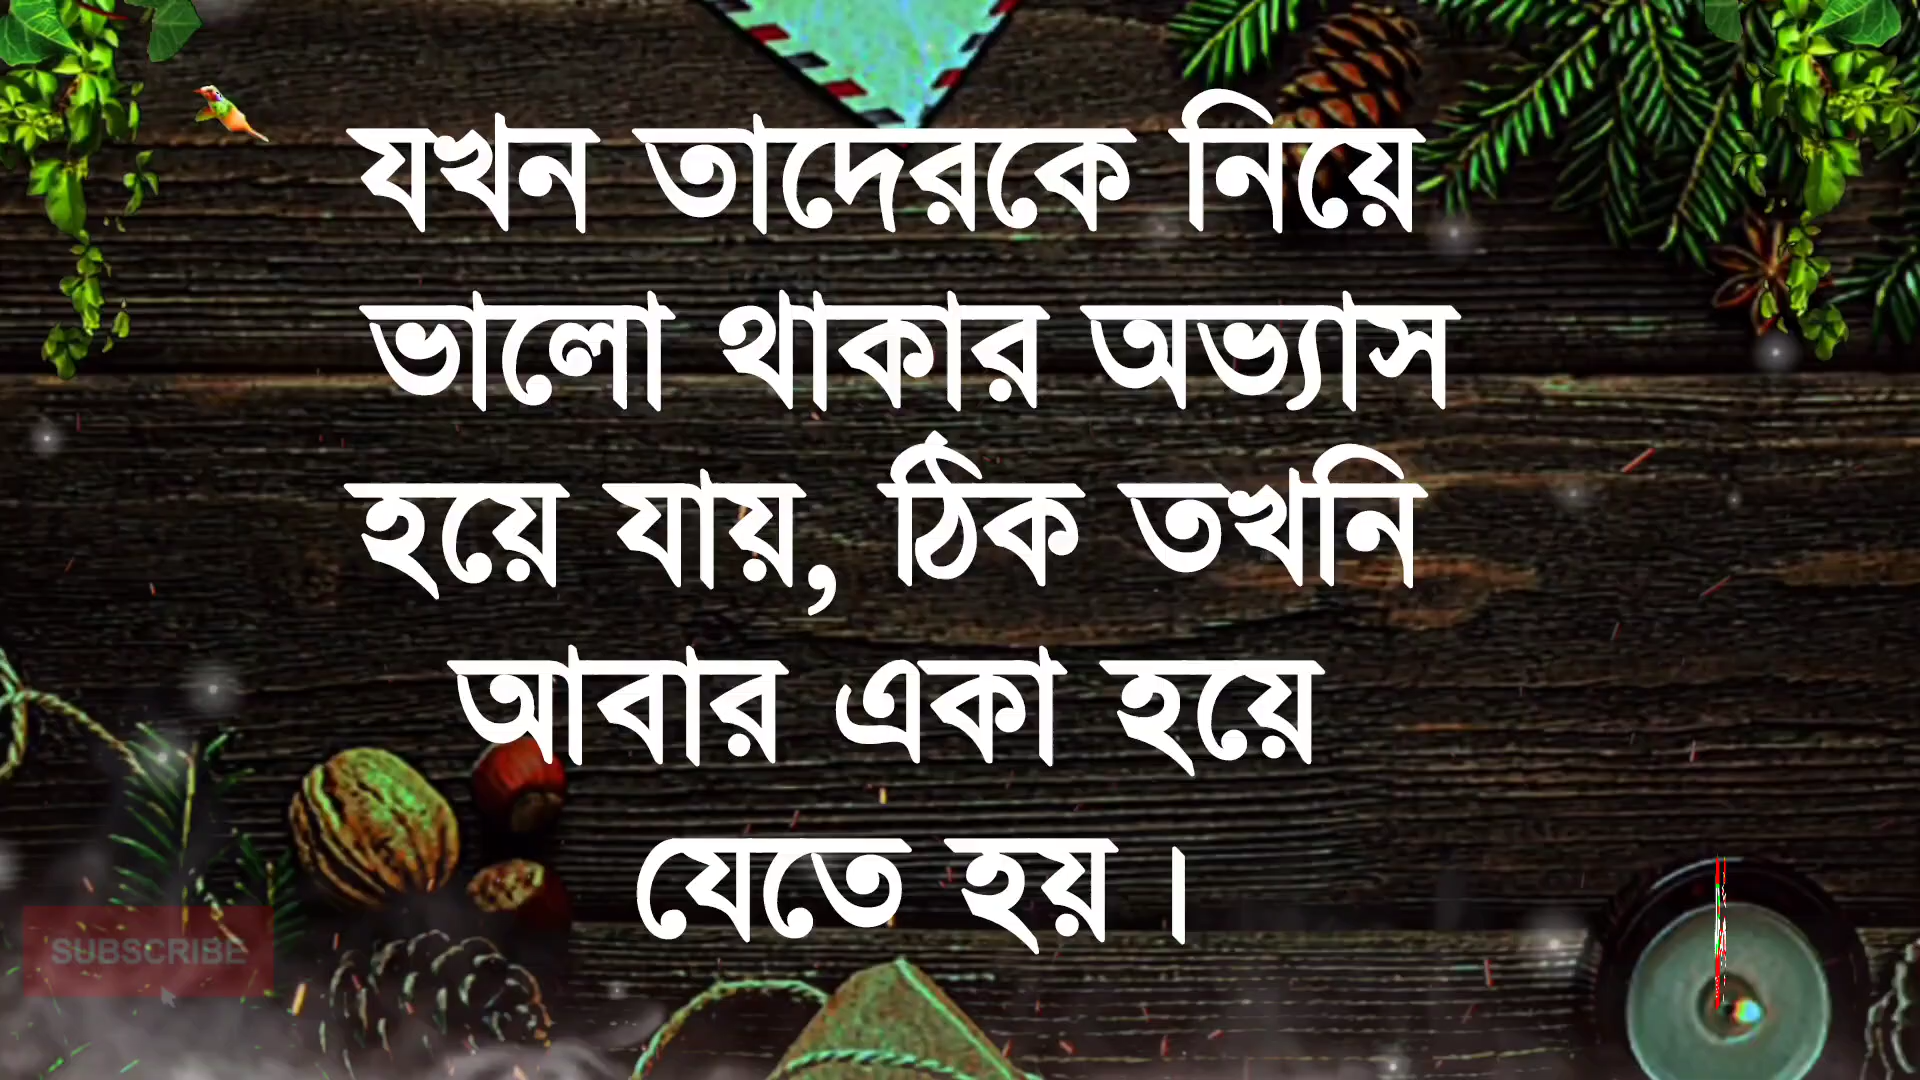 যখন তাদেরকে নিয়ে
ভালো থাকার অভ্যাস
হয়ে যায়, ঠিক তখনি
আবার একা হয়ে
যেতে হয়।
SUBSCRIBE